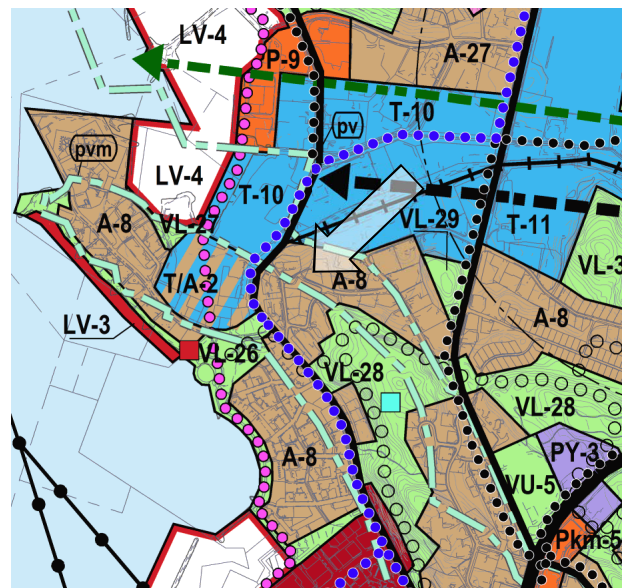 LV-4
P-9
A-27
T-10
pv
pvm
LV-4
T-10
A-8
VL-27
VL-29
T-11
VL-3
T/A-2
A-8
LV-3
A-8
VL-26
VL-28
VL-28
A-8
PY-3
VU-5
Pkm-5